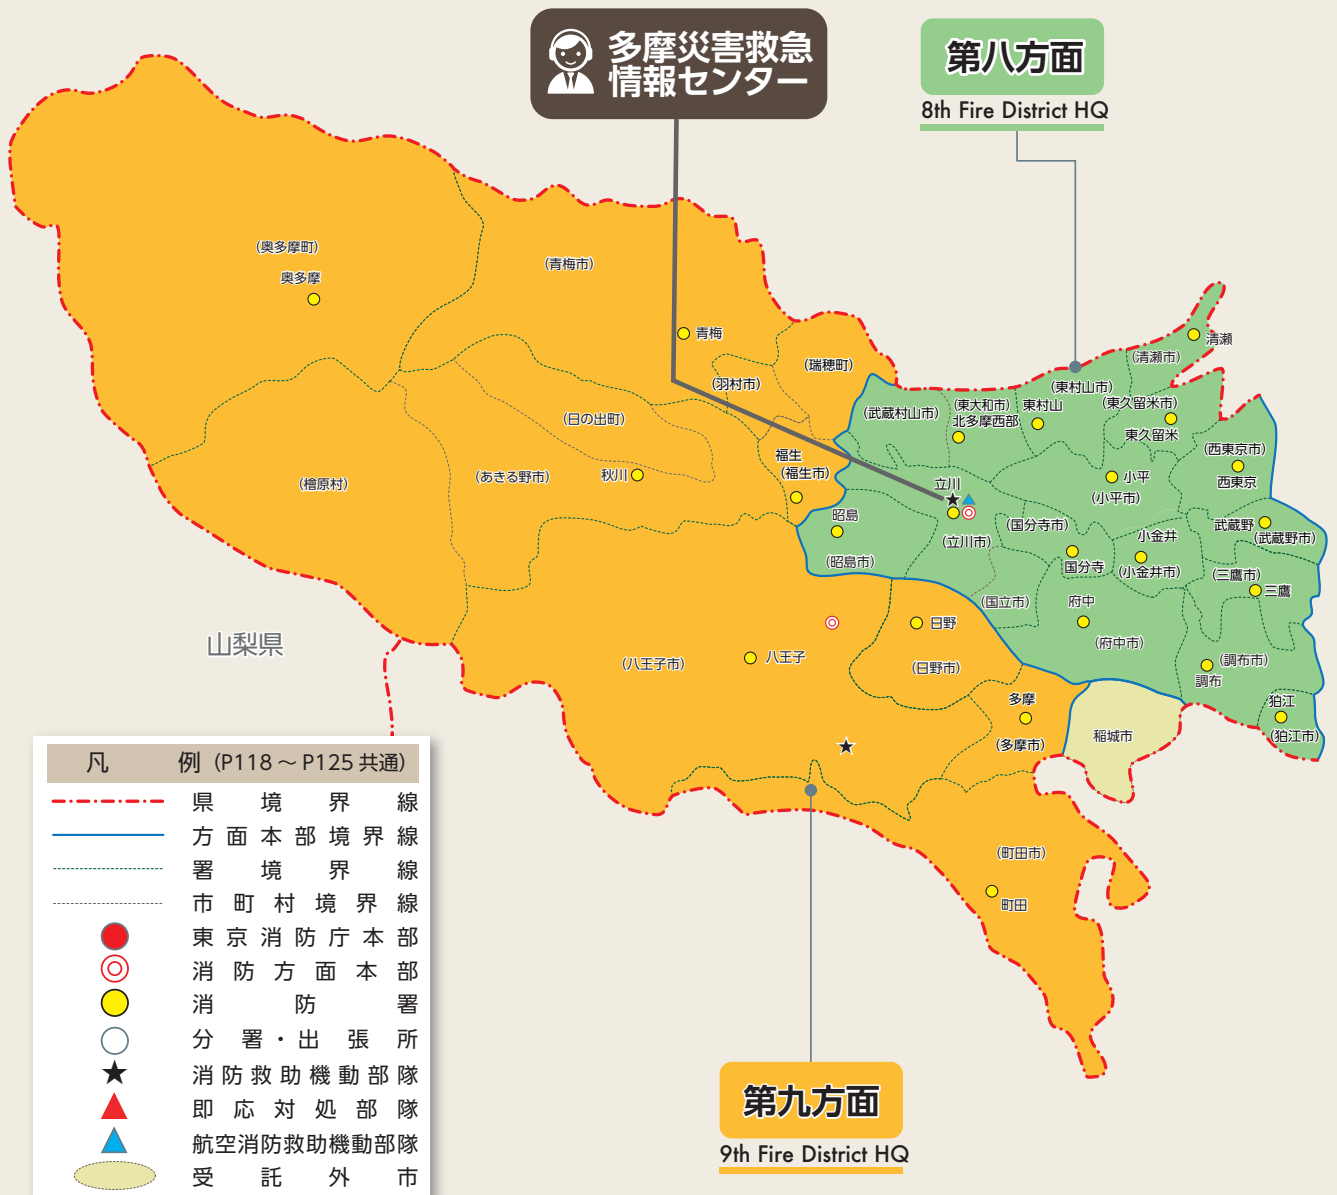 多摩災害救急
情報センター
第八方面
8th Fire District HQ
(奥多摩町)
奥多摩
(青梅市)
青梅
(瑞穂町)
(羽村市)
(日の出町)
(あきる野市)
秋川
(檜原村)
福生
(福生市)
清瀬
(清瀬市)
(東村山市)
東村山
(東久留米市)
東久留米
(武蔵村山市)
(東大和市)
北多摩西部
(西東京市)
西東京
小平
(小平市)
立川
(立川市)
昭島
(昭島市)
(国分寺市)
国分寺
小金井
(小金井市)
武蔵野
(武蔵野市)
(三鷹市)
三鷹
(国立市)
府中
(府中市)
(調布市)
調布
狛江
(狛江市)
稲城市
日野
(日野市)
八王子
(八王子市)
多摩
(多摩市)
(町田市)
町田
山梨県
凡例(P118～P125共通)
県境界線
方面本部境界線
署境界線
市町村境界線
東京消防庁本部
消防方面本部
消防署
分署・出張所
消防救助機動部隊
即応対処部隊
航空消防救助機動部隊
受託外市
第九方面
9th Fire District HQ